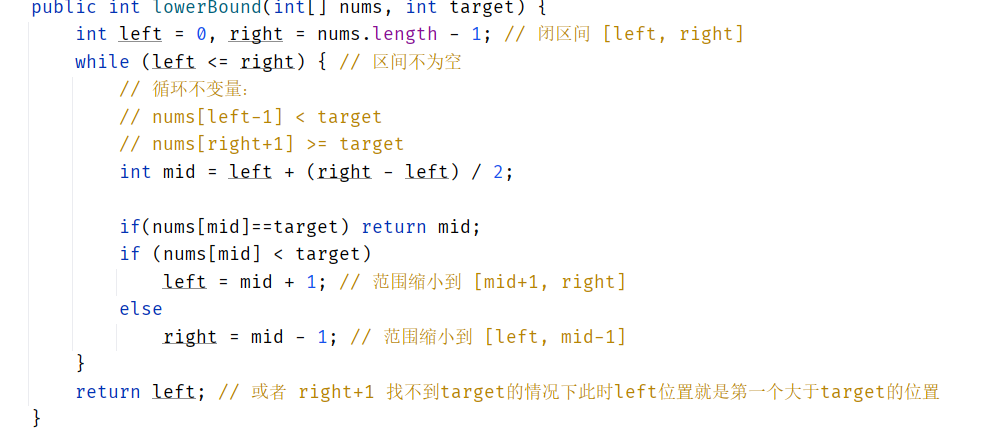 public int lowerBound(int[] nums, int target) {
int left = 0, right = nums.length - 1; // 闭区间 [left, right]
while (left <= right) { // 区间不为空
// 循环不变量：
// nums[left-1] < target
// nums[right+1] >= target
int mid = left + (right - left) / 2;
if(nums[mid]==target) return mid;
if (nums[mid] < target)
left = mid + 1; // 范围缩小到 [mid+1, right]
else
right = mid - 1; // 范围缩小到 [left, mid-1]
}
return left; // 或者 right+1 找不到target的情况下此时left位置就是第一个大于target的位置
}